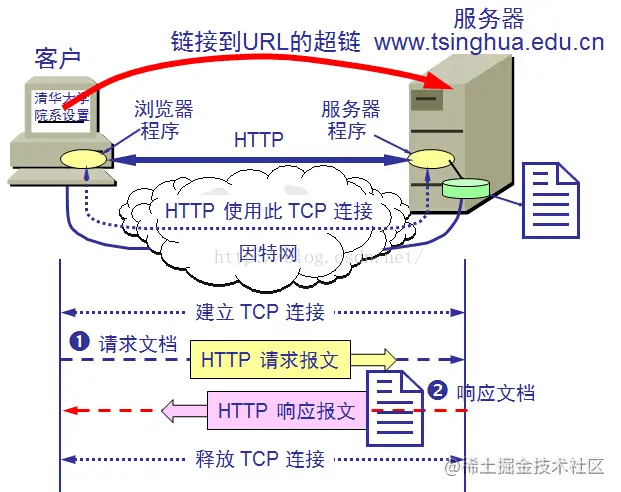 服务器
链接到URL的超链 www.tsinghua.edu.cn
客户
清华大学
院系设置
浏览器
程序
服务器
程序
HTTP
HTTP 使用此 TCP 连接
因特网
http://blog.csdn.net/
建立 TCP 连接
❶ 请求文档
HTTP 请求报文
❷ 响应文档
HTTP 响应报文
释放 TCP 连接
@稀土掘金技术社区